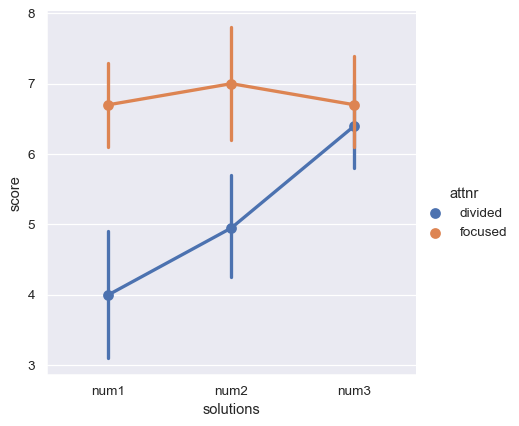 8
7
6
5
4
3
score
num1 num2 num3
solutions
attnr
divided
focused